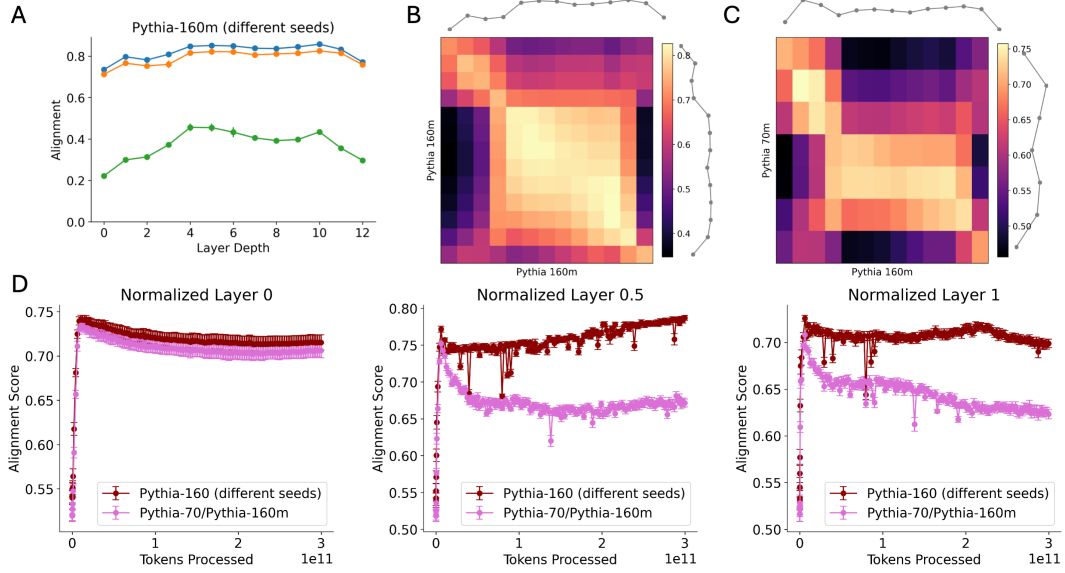 A
Pythia-160m (different seeds)
0.8
0.6
0.4
0.2
0.0
Alignment
0 2 4 6 8 10 12
Layer Depth
B
Pythia 160m
Pythia 160m
0.8
0.7
0.6
0.5
0.4
C
Pythia 70m
Pythia 160m
0.75
0.70
0.65
0.60
0.55
0.50
D
Normalized Layer 0
0.75
0.70
0.65
0.60
0.55
Alignment Score
Pythia-160 (different seeds)
Pythia-70/Pythia-160m
0 1 2 3
1e11
Tokens Processed
Normalized Layer 0.5
0.80
0.75
0.70
0.65
0.60
0.55
0.50
Alignment Score
Pythia-160 (different seeds)
Pythia-70/Pythia-160m
0 1 2 3
1e11
Tokens Processed
Normalized Layer 1
0.70
0.65
0.60
0.55
0.50
Alignment Score
Pythia-160 (different seeds)
Pythia-70/Pythia-160m
0 1 2 3
1e11
Tokens Processed